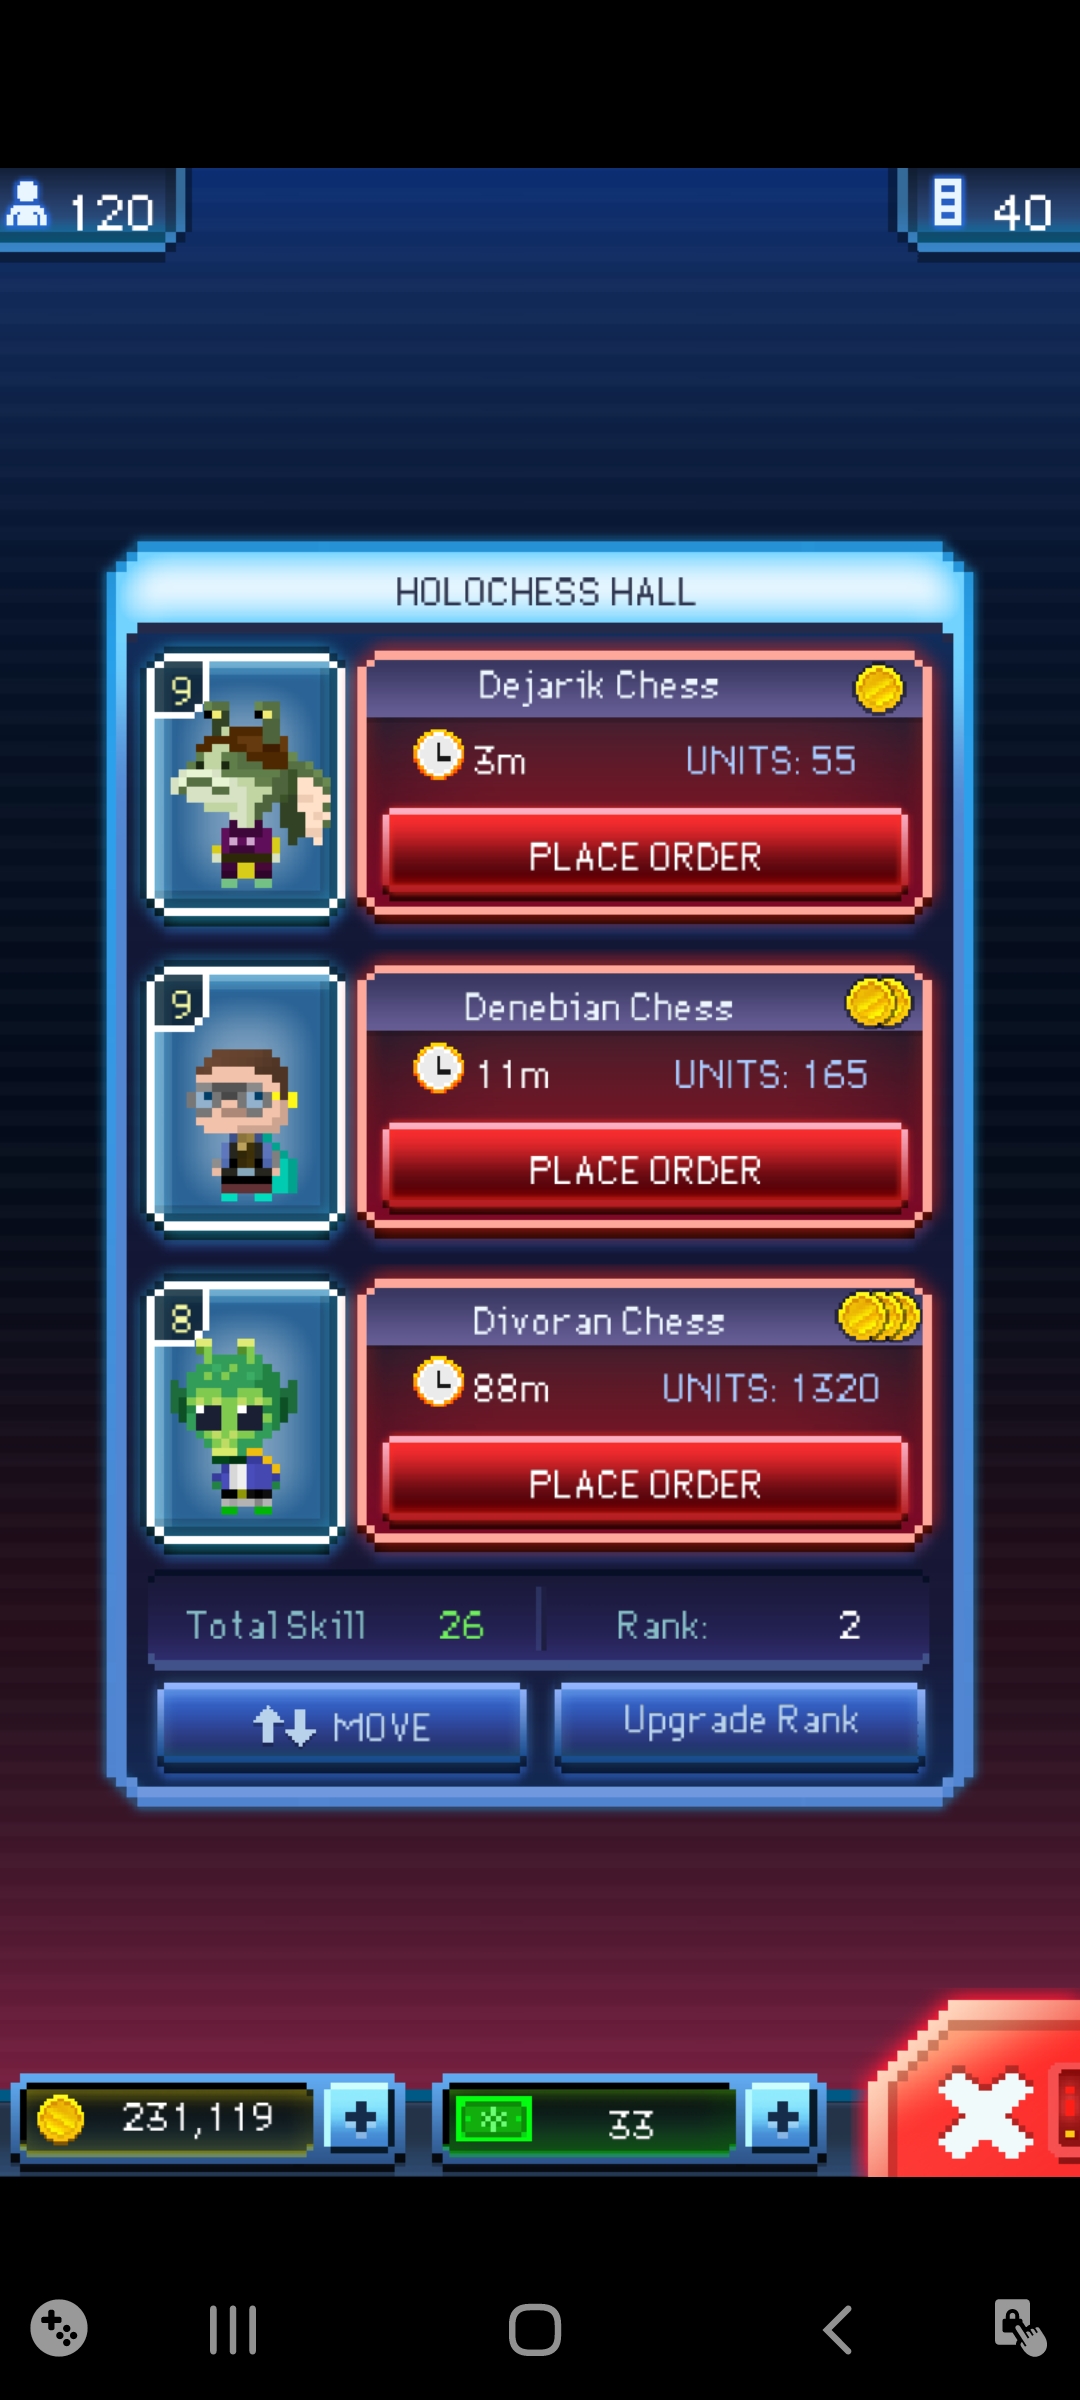 120
40
HOLOCHESS HALL
9
Dejarik Chess
3m UNITS: 55
PLACE ORDER
9
Denebian Chess
11m UNITS: 165
PLACE ORDER
8
Divoran Chess
88m UNITS: 1320
PLACE ORDER
Total Skill 26 Rank: 2
MOVE Upgrade Rank
231,119 33